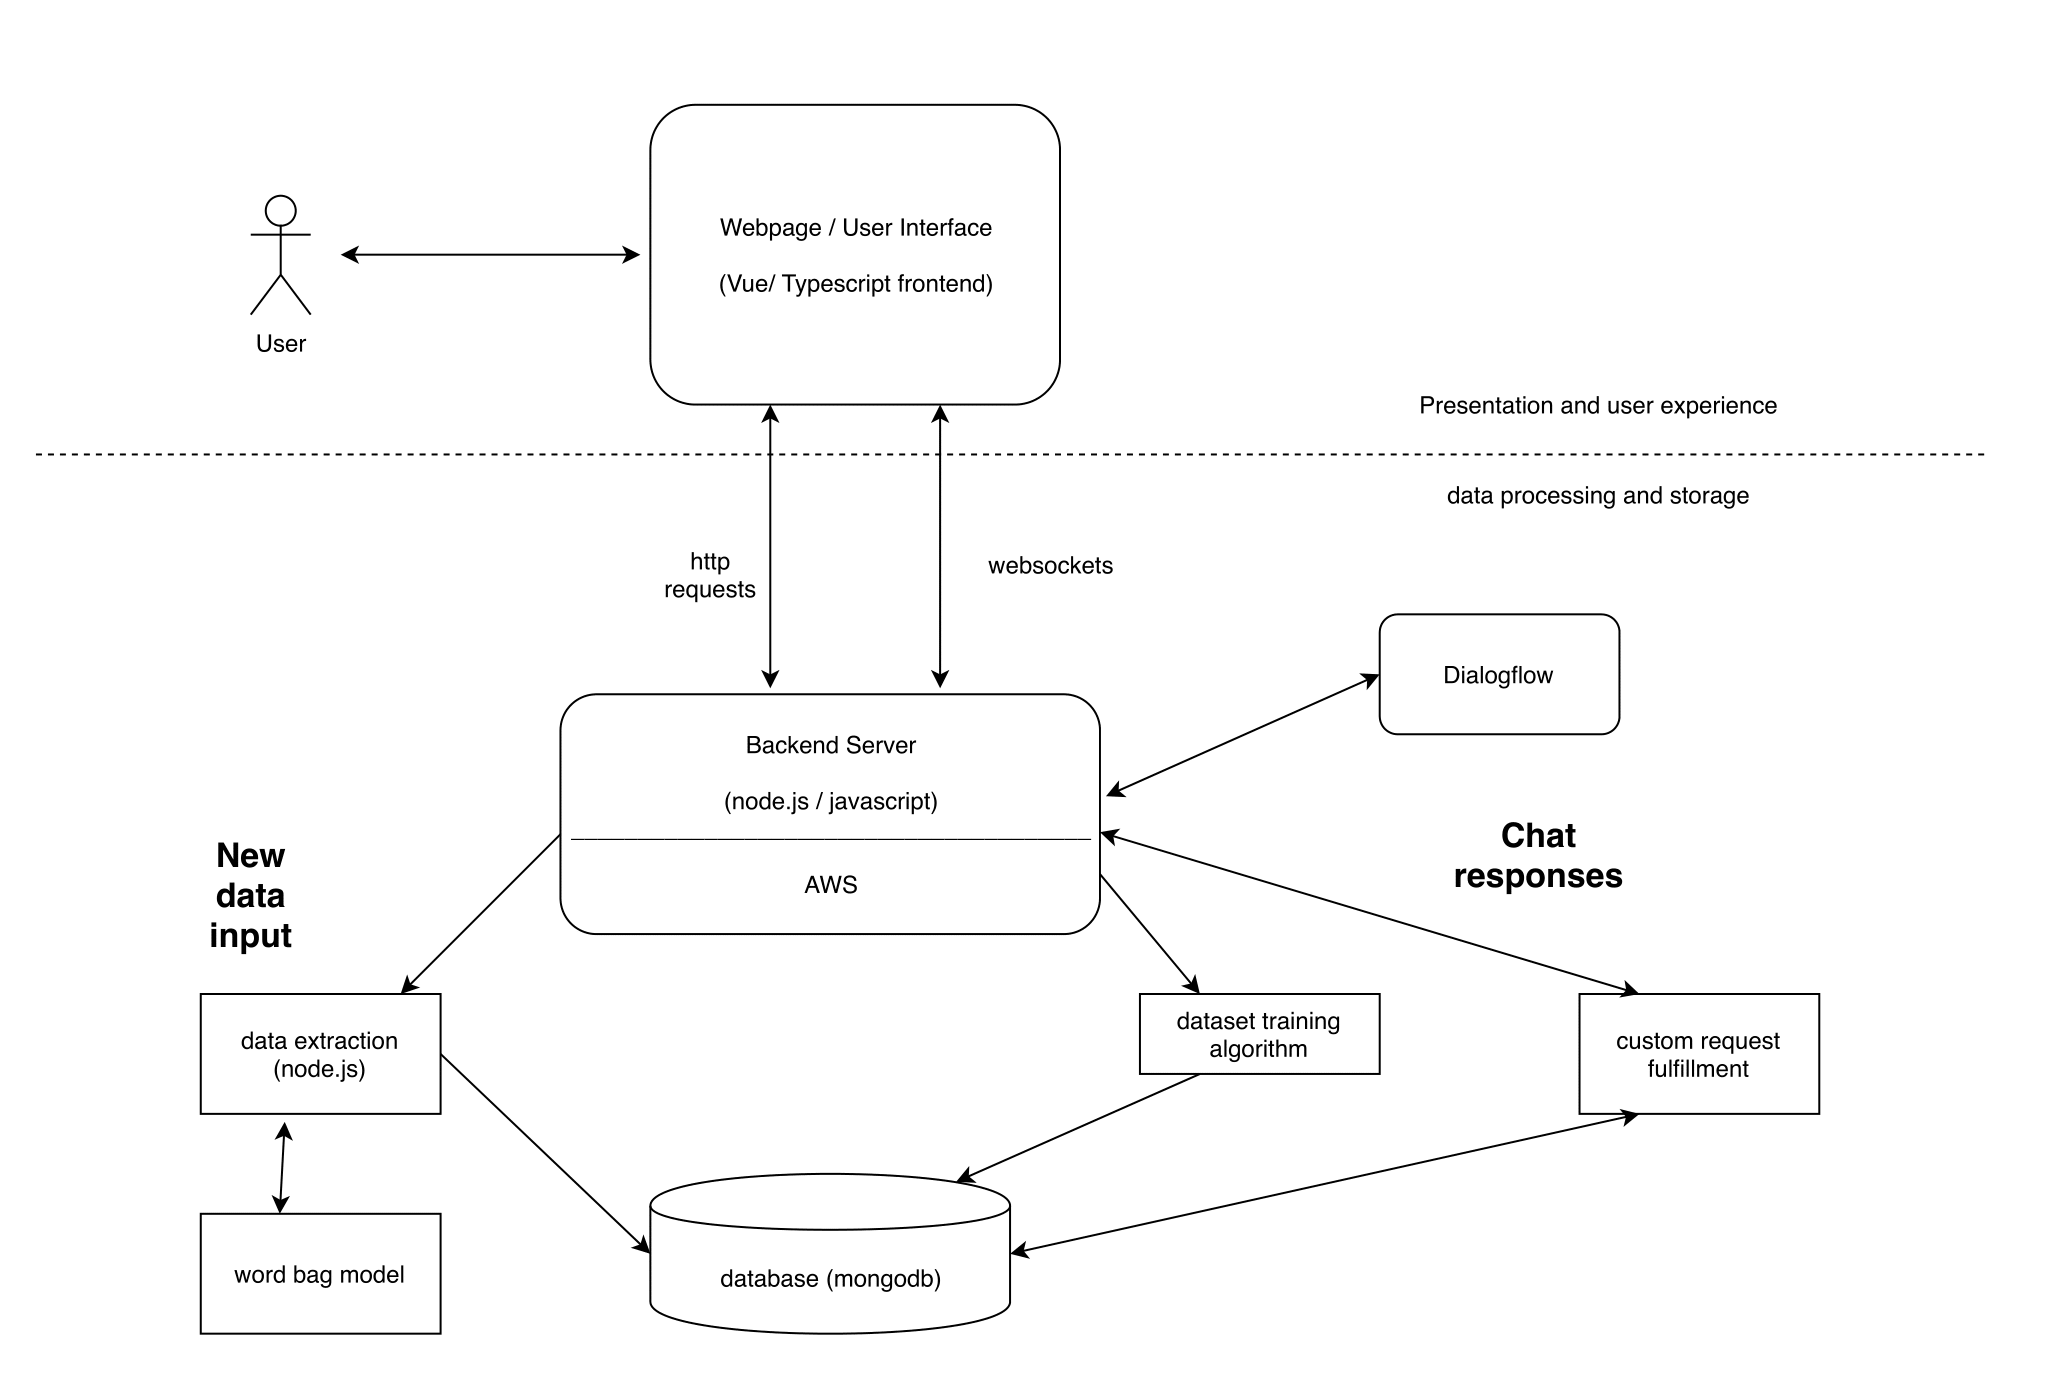 Webpage / User Interface
(Vue/ Typescript frontend)
User
Presentation and user experience
data processing and storage
http
requests
websockets
Dialogflow
Backend Server
(node.js / javascript)
AWS
New
data
input
Chat
responses
data extraction
(node.js)
dataset training
algorithm
custom request
fulfillment
word bag model
database (mongodb)